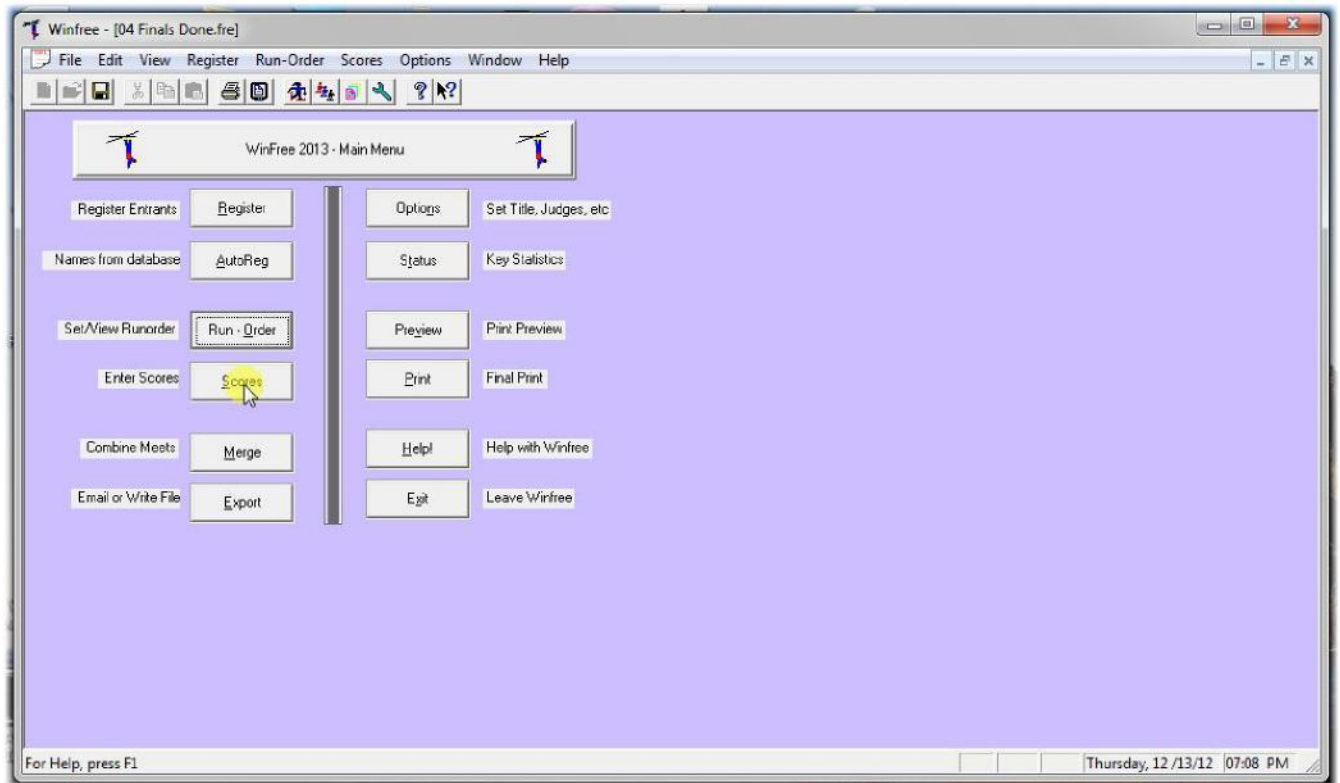 Winfree - [04 Finals Done.fre]
File Edit View Register Run-Order Scores Options Window Help
WinFree 2013 - Main Menu
Register Entrants Register Options Set Title, Judges, etc
Names from database AutoReg Status Key Statistics
Set/View Runorder Run - Order Preview Print Preview
Enter Scores Scores Print Final Print
Combine Meets Merge Help! Help with Winfree
Email or Write File Export Exit Leave Winfree
For Help, press F1 Thursday, 12 /13/12 07:08 PM